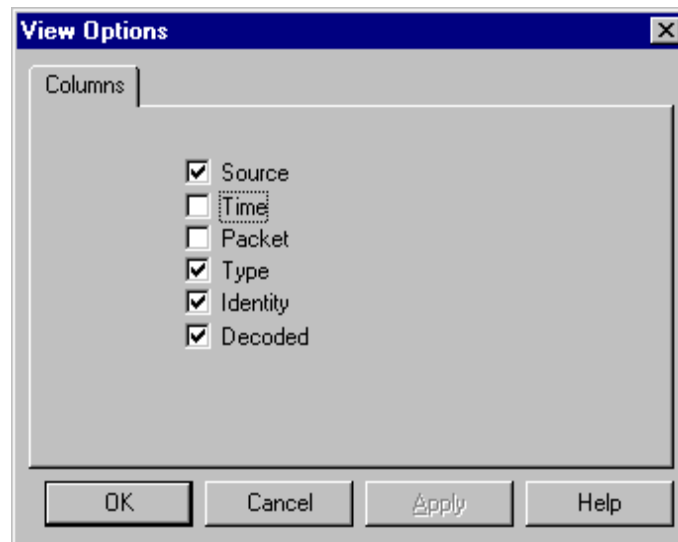 View Options
Columns
Source
Time
Packet
Type
Identity
Decoded
OK Cancel Apply Help